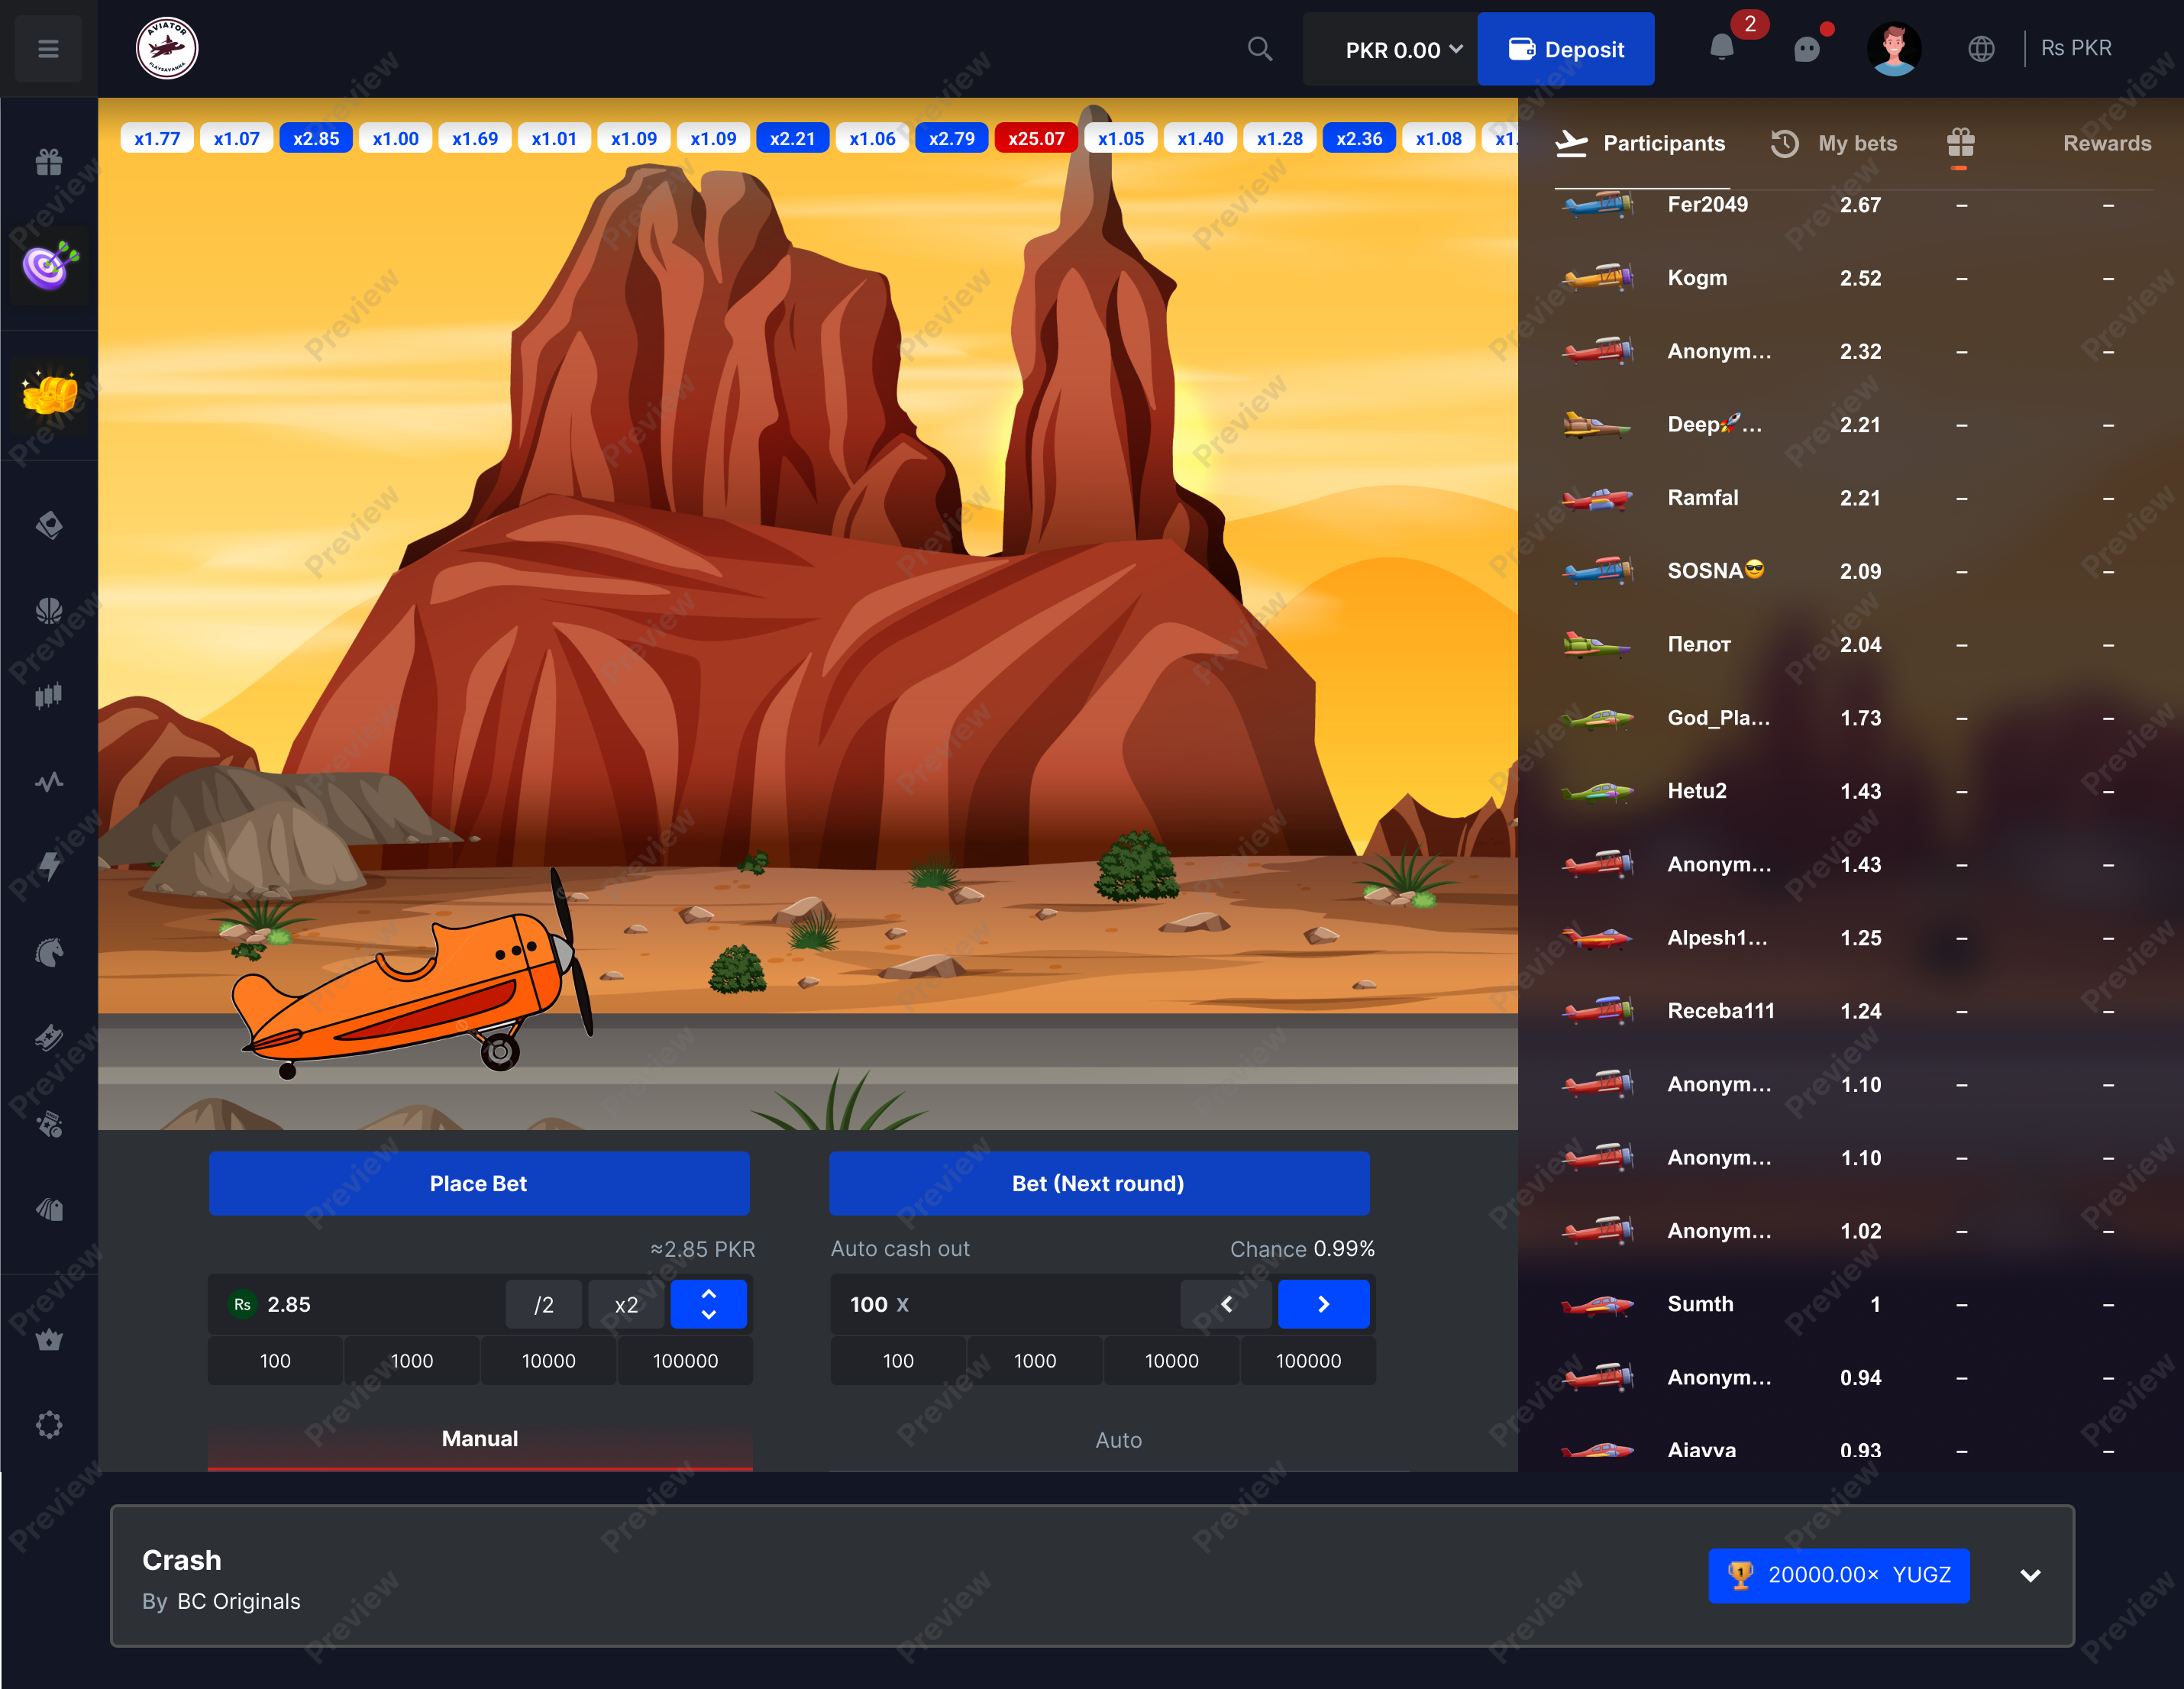 AVIATOR
PLAYSAVANNA
PKR 0.00
Deposit
2
Rs PKR
x1.77 x1.07 x2.85 x1.00 x1.69 x1.01 x1.09 x1.09 x2.21 x1.06 x2.79 x25.07 x1.05 x1.40 x1.28 x2.36 x1.08 x1.
Participants My bets Rewards
Fer2049 2.67 – –
Kogm 2.52 – –
Anonym... 2.32 – –
Deep🚀... 2.21 – –
Ramfal 2.21 – –
SOSNA😎 2.09 – –
Пелот 2.04 – –
God_Pla... 1.73 – –
Hetu2 1.43 – –
Anonym... 1.43 – –
Alpesh1... 1.25 – –
Receba111 1.24 – –
Anonym... 1.10 – –
Anonym... 1.10 – –
Anonym... 1.02 – –
Sumth 1 – –
Anonym... 0.94 – –
Aiavva 0.93 – –
Place Bet
Bet (Next round)
≈2.85 PKR
Auto cash out
Chance 0.99%
Rs 2.85 /2 x2
100 x
100 1000 10000 100000
100 1000 10000 100000
Manual
Auto
Crash
By BC Originals
1 20000.00× YUGZ
Preview